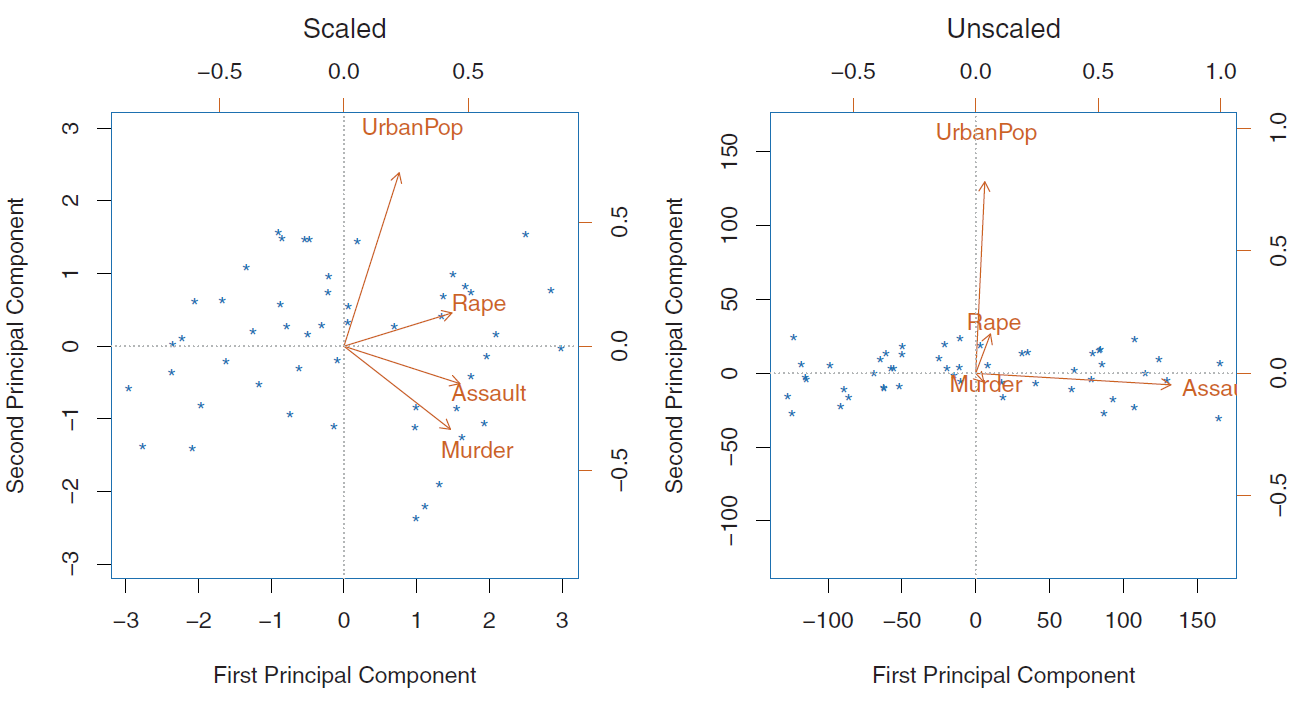 Scaled
−0.5 0.0 0.5
UrbanPop
Rape
Assault
Murder
3
2
1
0
−1
−2
−3
0.5
0.0
−0.5
Second Principal Component
−3 −2 −1 0 1 2 3
First Principal Component
Unscaled
−0.5 0.0 0.5 1.0
UrbanPop
Rape
Murder
Assau
150
100
50
0
−50
−100
1.0
0.5
0.0
−0.5
Second Principal Component
−100 −50 0 50 100 150
First Principal Component